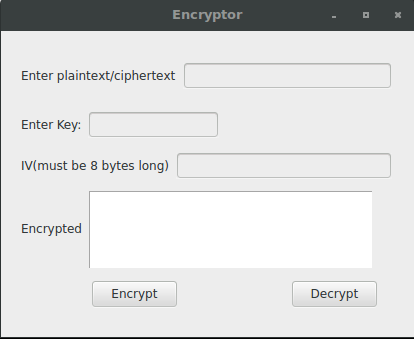 Encryptor
Enter plaintext/ciphertext
Enter Key:
IV(must be 8 bytes long)
Encrypted
Encrypt Decrypt